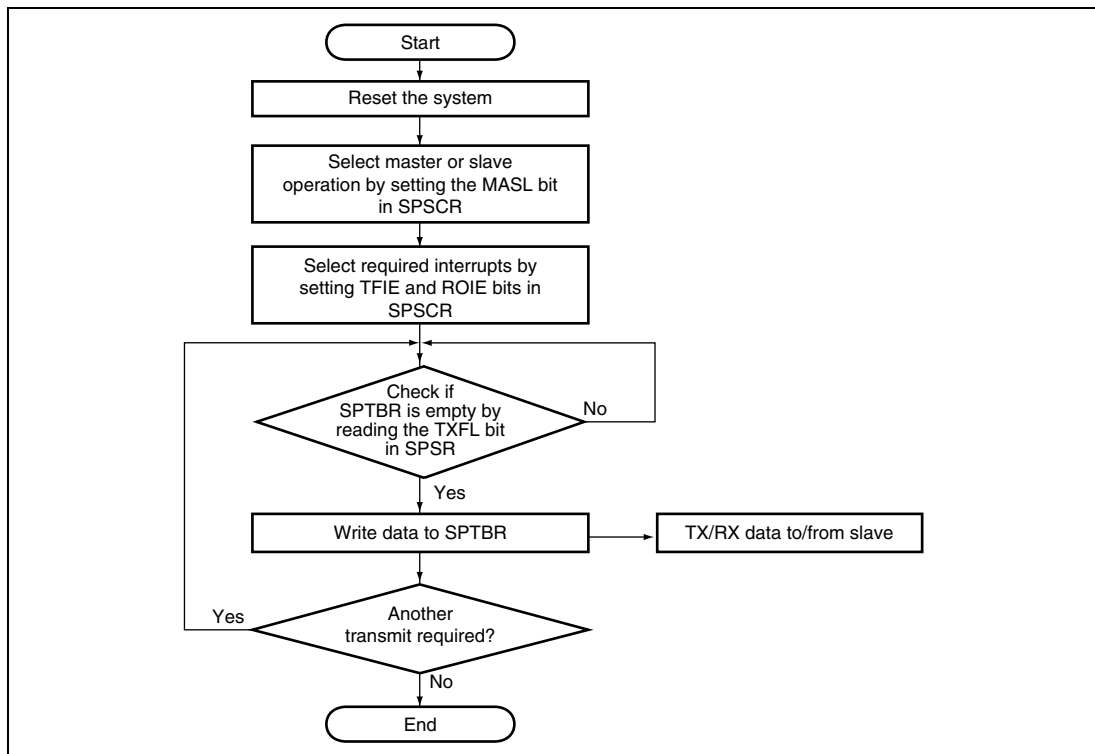 Start
Reset the system
Select master or slave
operation by setting the MASL bit
in SPSCR
Select required interrupts by
setting TFIE and ROIE bits in
SPSCR
Check if
SPTBR is empty by
reading the TXFL bit
in SPSR
No
Yes
Write data to SPTBR
TX/RX data to/from slave
Yes
Another
transmit required?
No
End